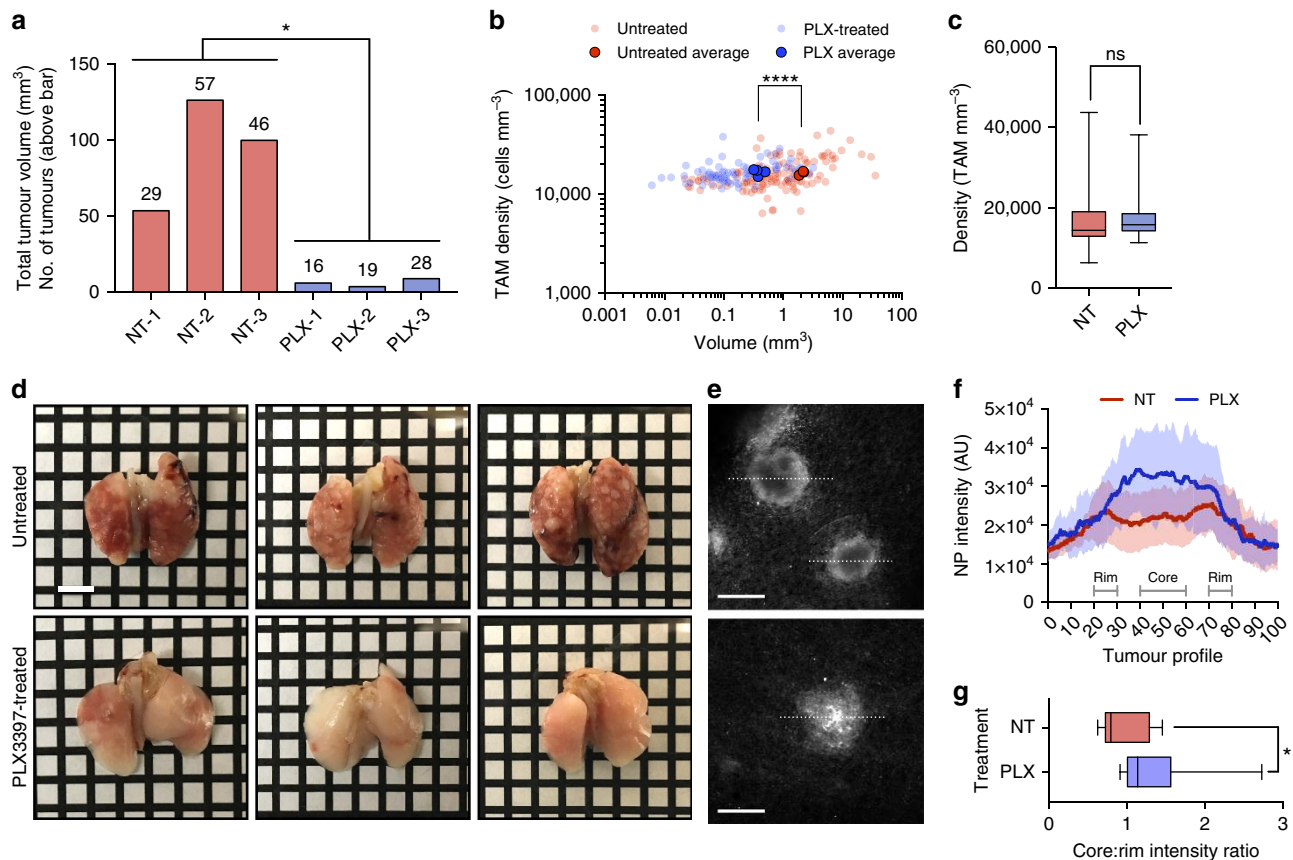 a
Total tumour volume (mm³)
No. of tumours (above bar)
150
100
50
0
*
29
57
46
16
19
28
NT-1
NT-2
NT-3
PLX-1
PLX-2
PLX-3
b
Untreated
PLX-treated
Untreated average
PLX average
****
TAM density (cells mm⁻³)
100,000
10,000
1,000
0.001
0.01
0.1
1
10
100
Volume (mm³)
c
Density (TAM mm⁻³)
60,000
40,000
20,000
0
ns
NT
PLX
d
Untreated
PLX3397-treated
e
f
NT
PLX
NP intensity (AU)
5×10⁴
4×10⁴
3×10⁴
2×10⁴
1×10⁴
0
Rim
Core
Rim
0
10
20
30
40
50
60
70
80
90
100
Tumour profile
g
Treatment
NT
PLX
*
0
1
2
3
Core:rim intensity ratio